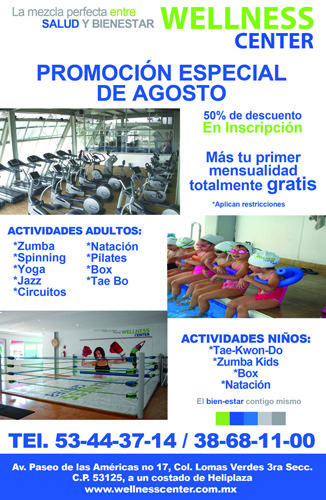 La mezcla perfecta entre
SALUD Y BIENESTAR
WELLNESS
CENTER
PROMOCIÓN ESPECIAL
DE AGOSTO
50% de descuento
En Inscripción
Más tu primer
mensualidad
totalmente gratis
*Aplican restricciones
ACTIVIDADES ADULTOS:
*Zumba
*Spinning
*Yoga
*Jazz
*Circuitos
*Natación
*Pilates
*Box
*Tae Bo
WELLNESS
ACTIVIDADES NIÑOS:
*Tae-Kwon-Do
*Zumba Kids
*Box
*Natación
El bien-estar contigo mismo
TEl. 53-44-37-14 / 38-68-11-00
Av. Paseo de las Américas no 17, Col. Lomas Verdes 3ra Secc.
C.P. 53125, a un costado de Heliplaza
www.wellnesscenter.com.mx